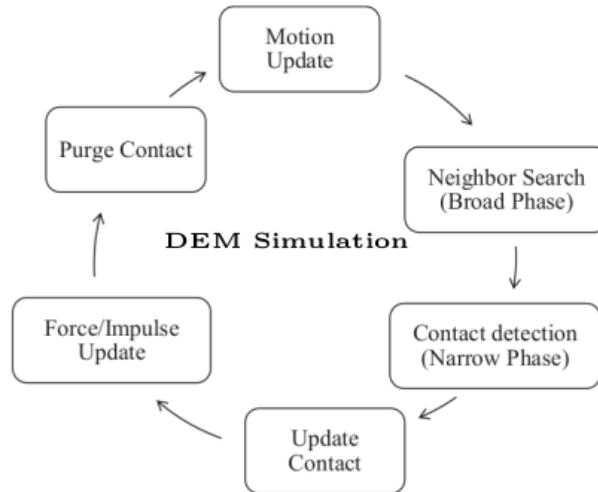 Motion
Update
Purge Contact
Neighbor Search
(Broad Phase)
DEM Simulation
Force/Impulse
Update
Contact detection
(Narrow Phase)
Update
Contact